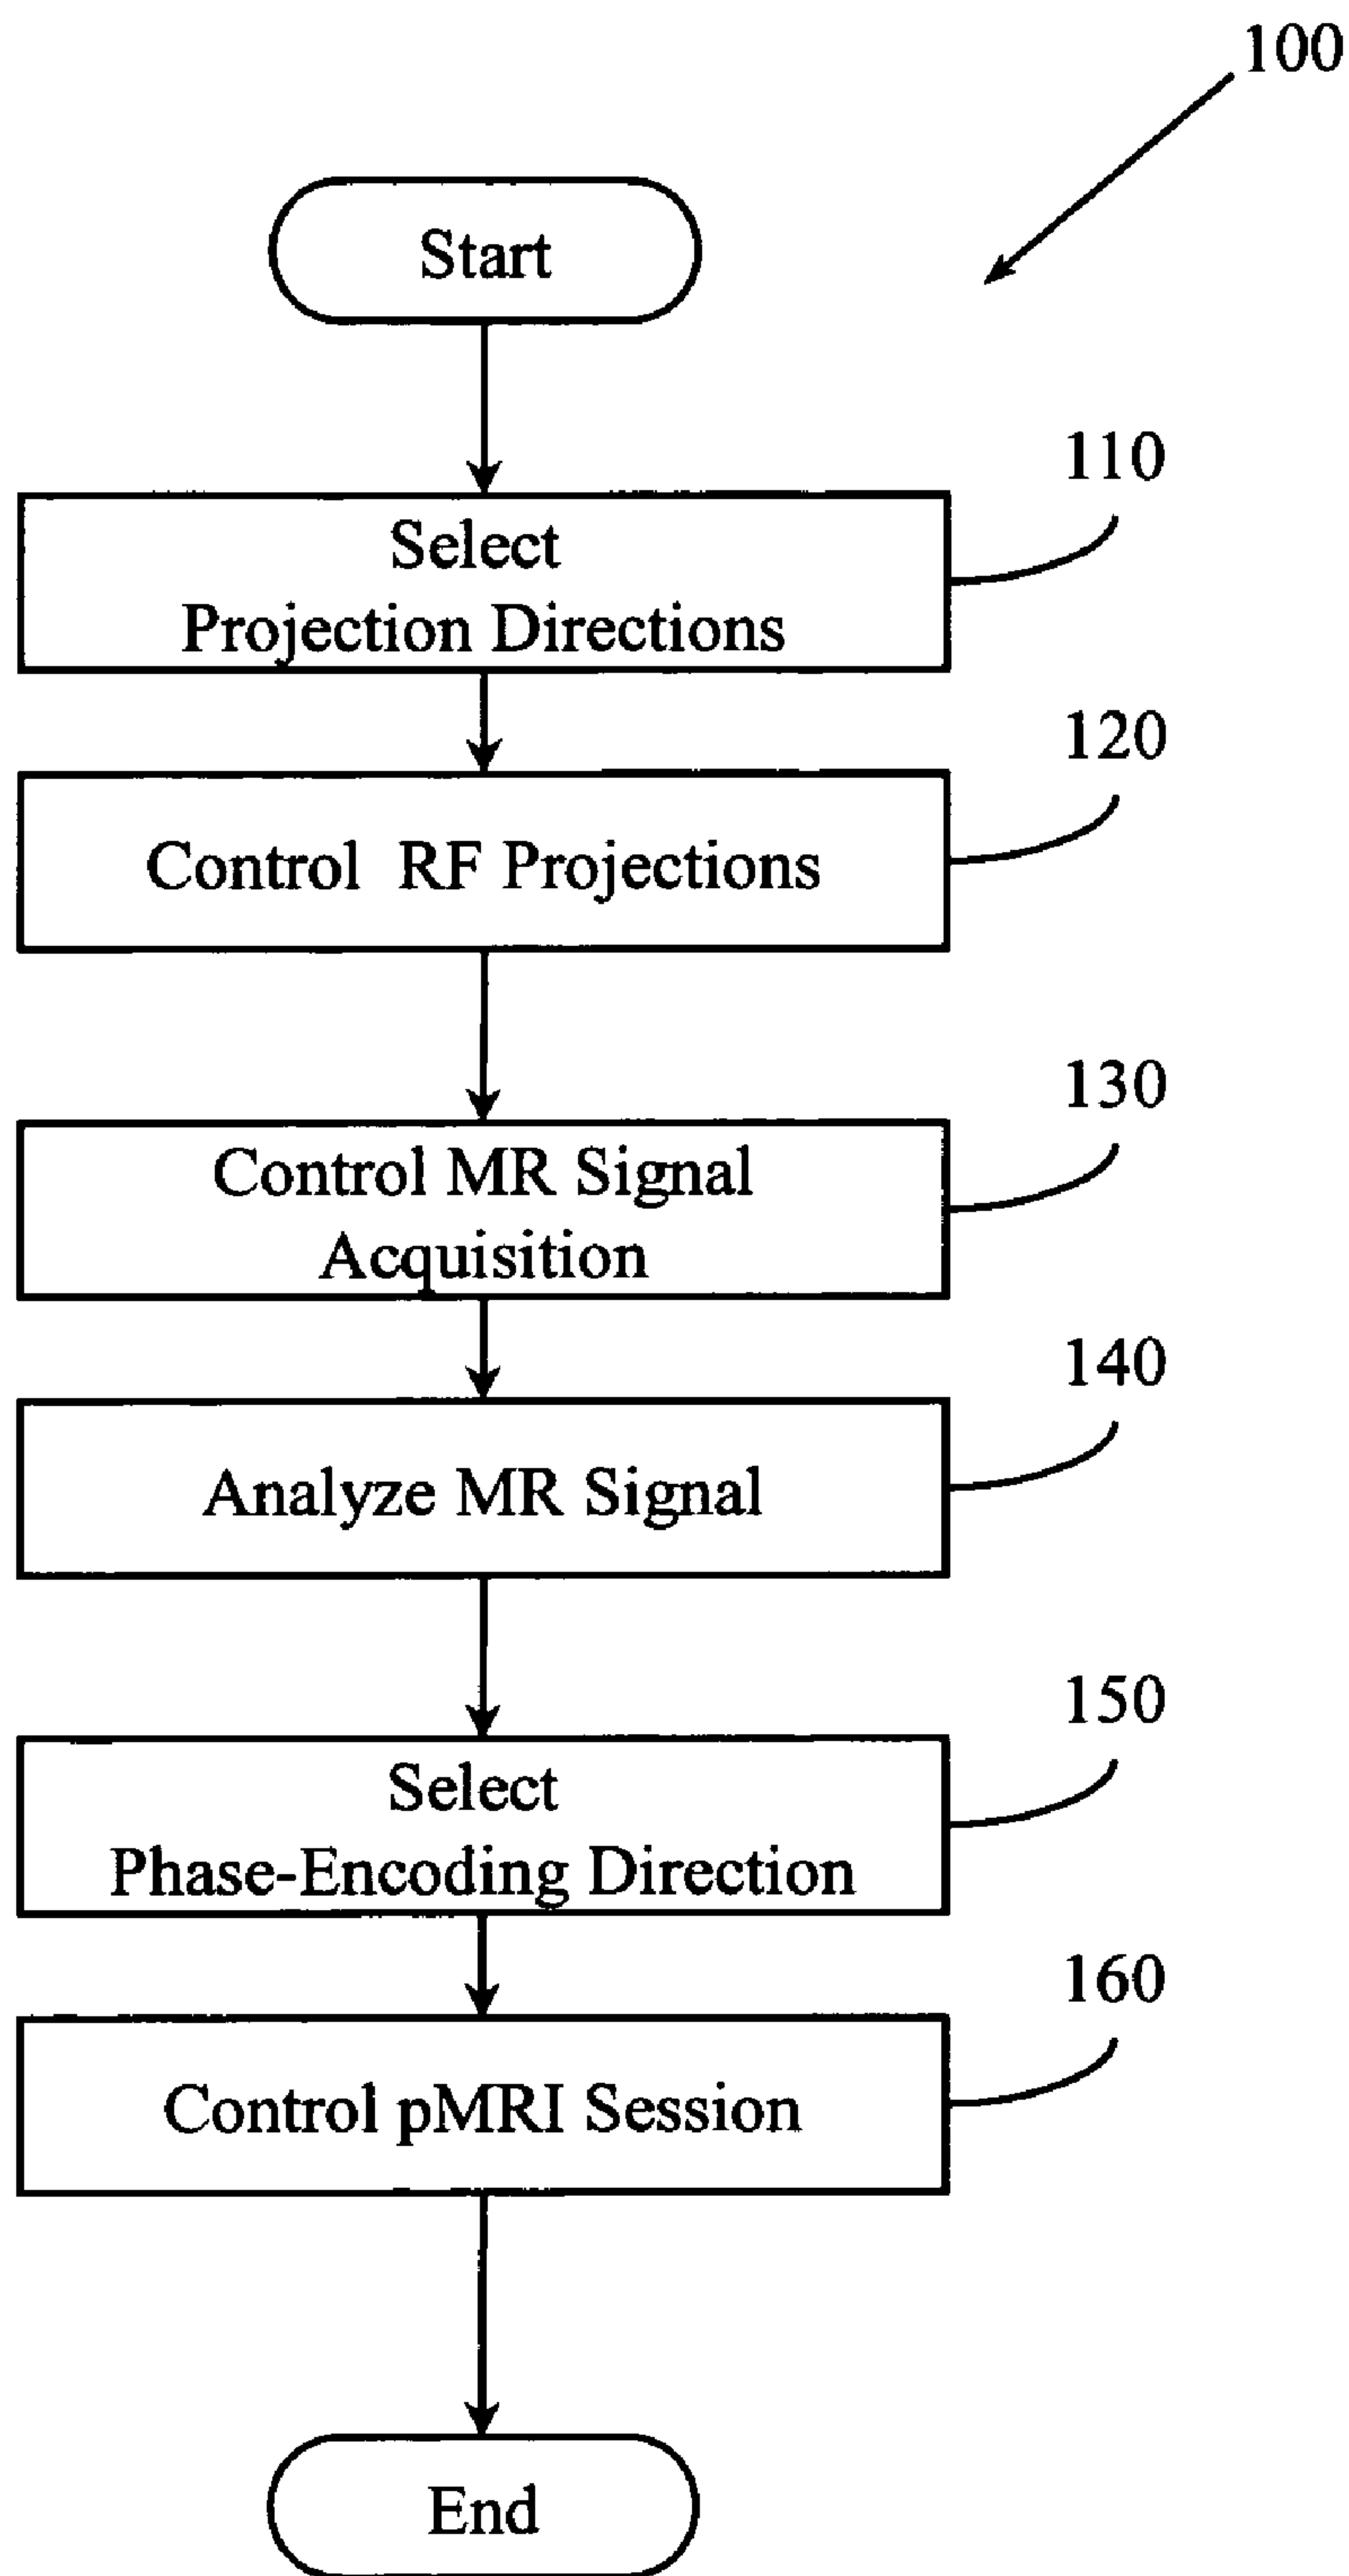 100
Start
110
Select
Projection Directions
120
Control RF Projections
130
Control MR Signal
Acquisition
140
Analyze MR Signal
150
Select
Phase-Encoding Direction
160
Control pMRI Session
End